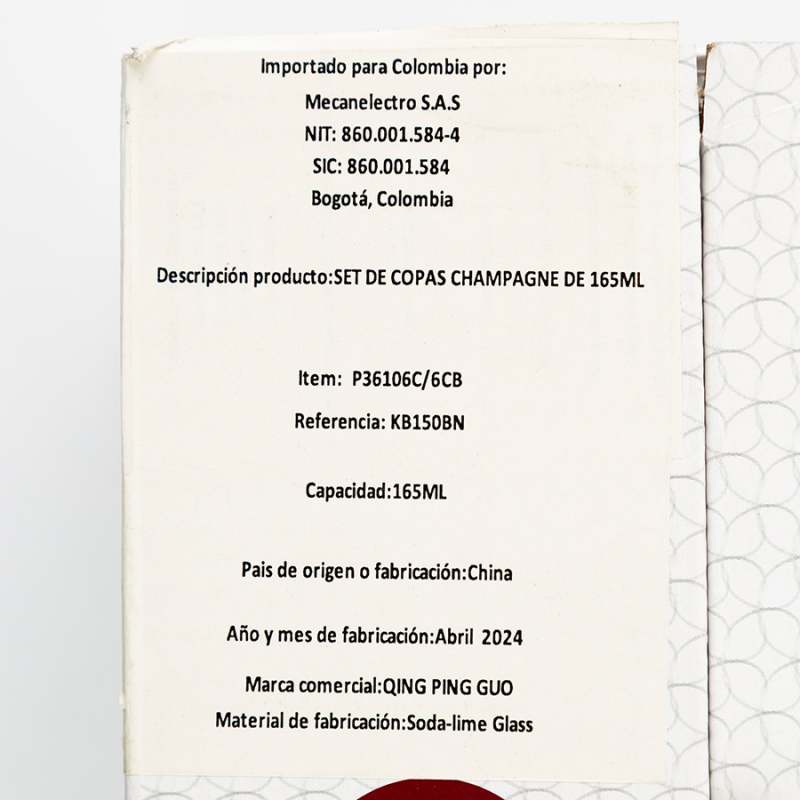 Importado para Colombia por:
Mecanelectro S.A.S
NIT: 860.001.584-4
SIC: 860.001.584
Bogotá, Colombia
Descripción producto:SET DE COPAS CHAMPAGNE DE 165ML
Item: P36106C/6CB
Referencia: KB150BN
Capacidad:165ML
Pais de origen o fabricación:China
Año y mes de fabricación:Abril 2024
Marca comercial:QING PING GUO
Material de fabricación:Soda-lime Glass